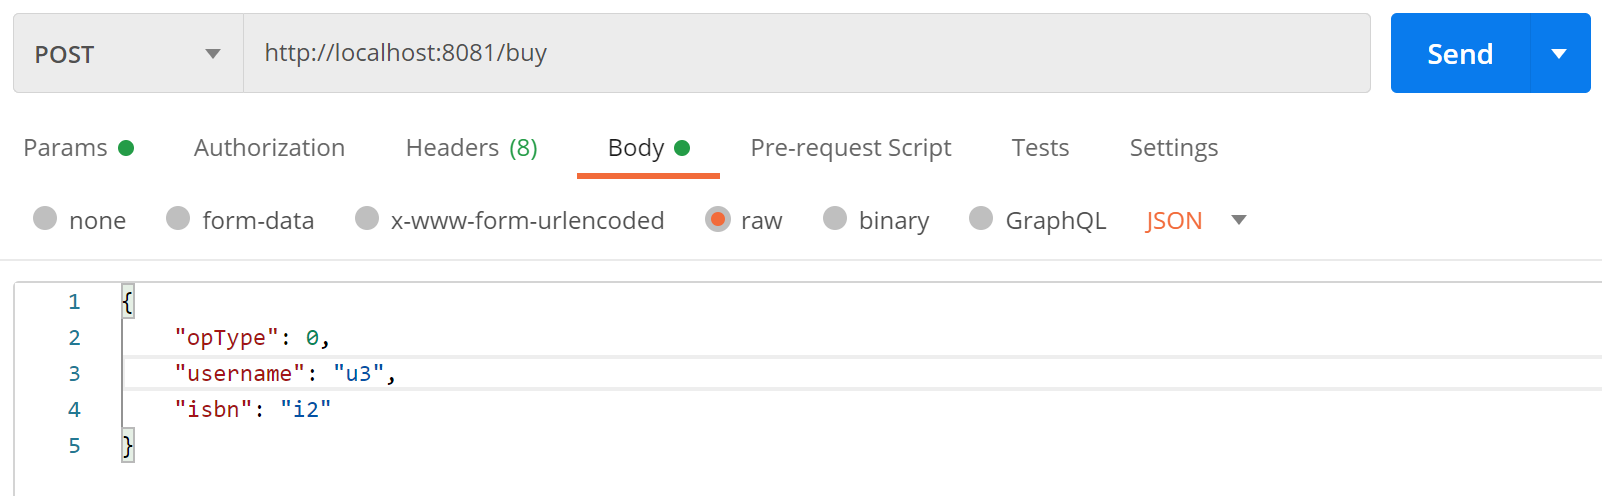 POST http://localhost:8081/buy Send
Params Authorization Headers (8) Body Pre-request Script Tests Settings
none form-data x-www-form-urlencoded raw binary GraphQL JSON
1 {
2 "opType": 0,
3 "username": "u3",
4 "isbn": "i2"
5 }